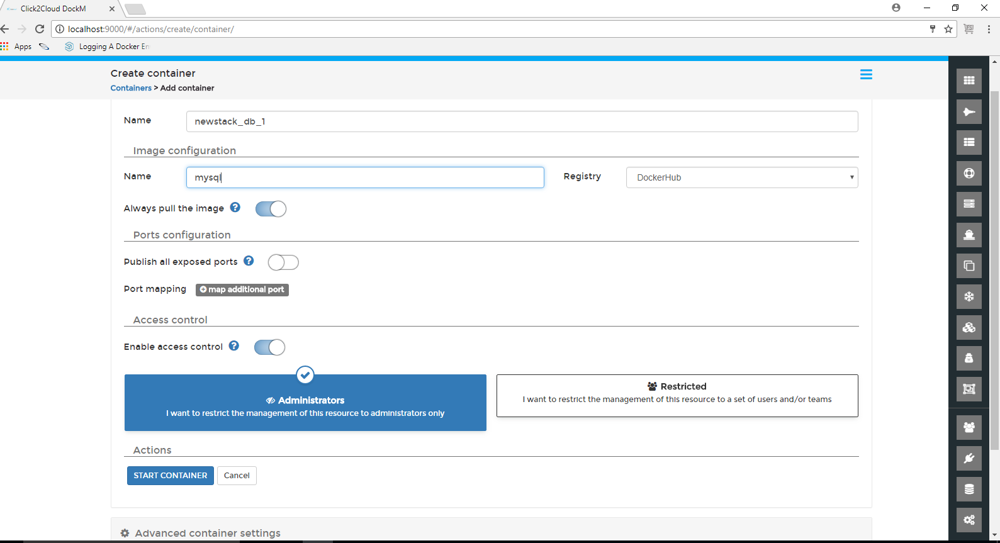 Click2Cloud DockM
localhost:9000/#/actions/create/container/
Apps
Logging A Docker En
Create container
Containers > Add container
Name newstack_db_1
Image configuration
Name mysql Registry DockerHub
Always pull the image ?
Ports configuration
Publish all exposed ports ?
Port mapping map additional port
Access control
Enable access control ?
Administrators
I want to restrict the management of this resource to administrators only
Restricted
I want to restrict the management of this resource to a set of users and/or teams
Actions
START CONTAINER Cancel
Advanced container settings